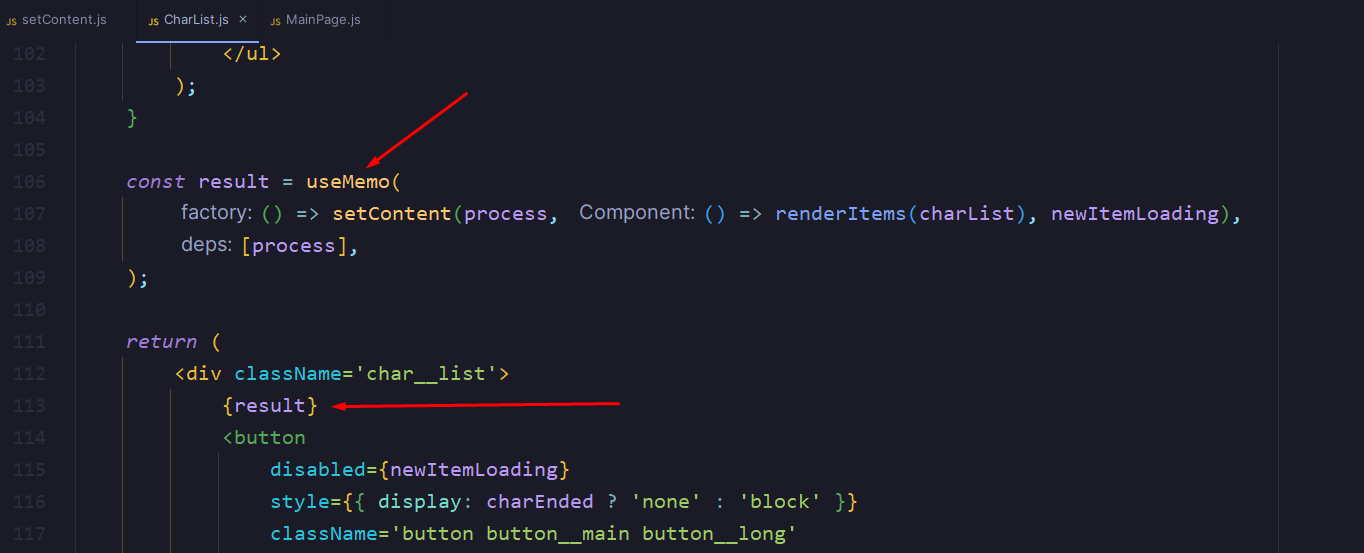 JS setContent.js JS CharList.js × JS MainPage.js
102 </ul>
103 );
104 }
105
106 const result = useMemo(
107 factory: () => setContent(process, Component: () => renderItems(charList), newItemLoading),
108 deps: [process],
109 );
110
111 return (
112 <div className='char__list'>
113 {result}
114 <button
115 disabled={newItemLoading}
116 style={{ display: charEnded ? 'none' : 'block' }}
117 className='button button__main button__long'